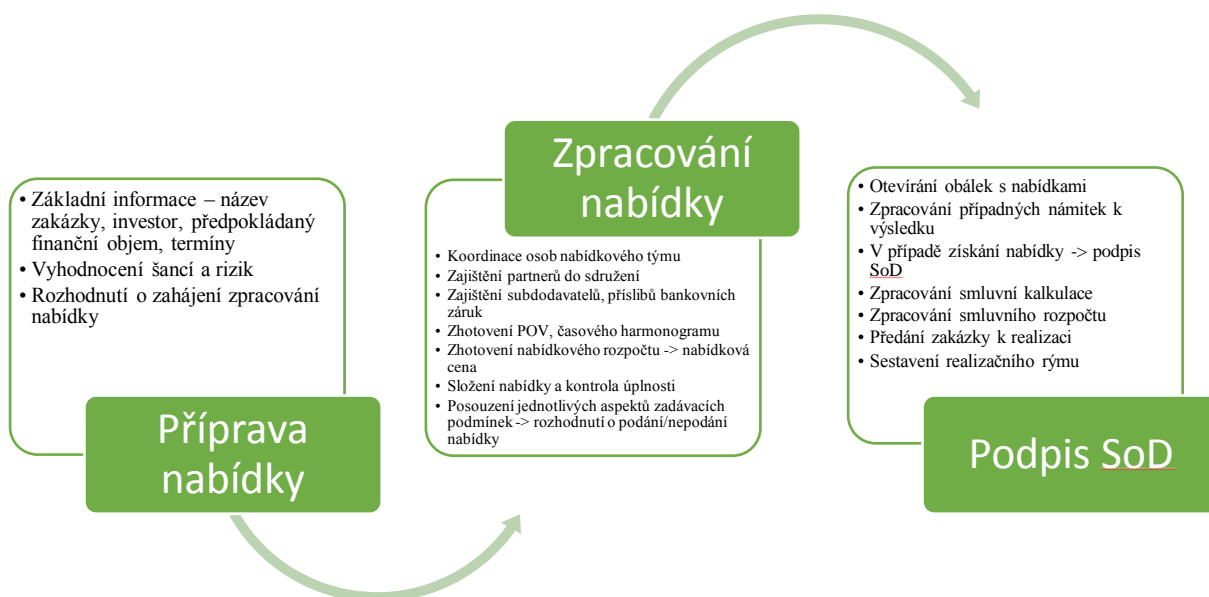 • Základní informace – název
zakázky, investor, předpokládaný
finanční objem, termíny
• Vyhodnocení šancí a rizik
• Rozhodnutí o zahájení zpracování
nabídky
Příprava
nabídky
Zpracování
nabídky
• Koordinace osob nabídkového týmu
• Zajištění partnerů do sdružení
• Zajištění subdodavatelů, příslibů bankovních
záruk
• Zhotovení POV, časového harmonogramu
• Zhotovení nabídkového rozpočtu -> nabídková
cena
• Složení nabídky a kontrola úplnosti
• Posouzení jednotlivých aspektů zadávacích
podmínek -> rozhodnutí o podání/nepodání
nabídky
• Otevírání obálek s nabídkami
• Zpracování případných námitek k
výsledku
• V případě získání nabídky -> podpis
SoD
• Zpracování smluvní kalkulace
• Zpracování smluvního rozpočtu
• Předání zakázky k realizaci
• Sestavení realizačního rýmu
Podpis SoD